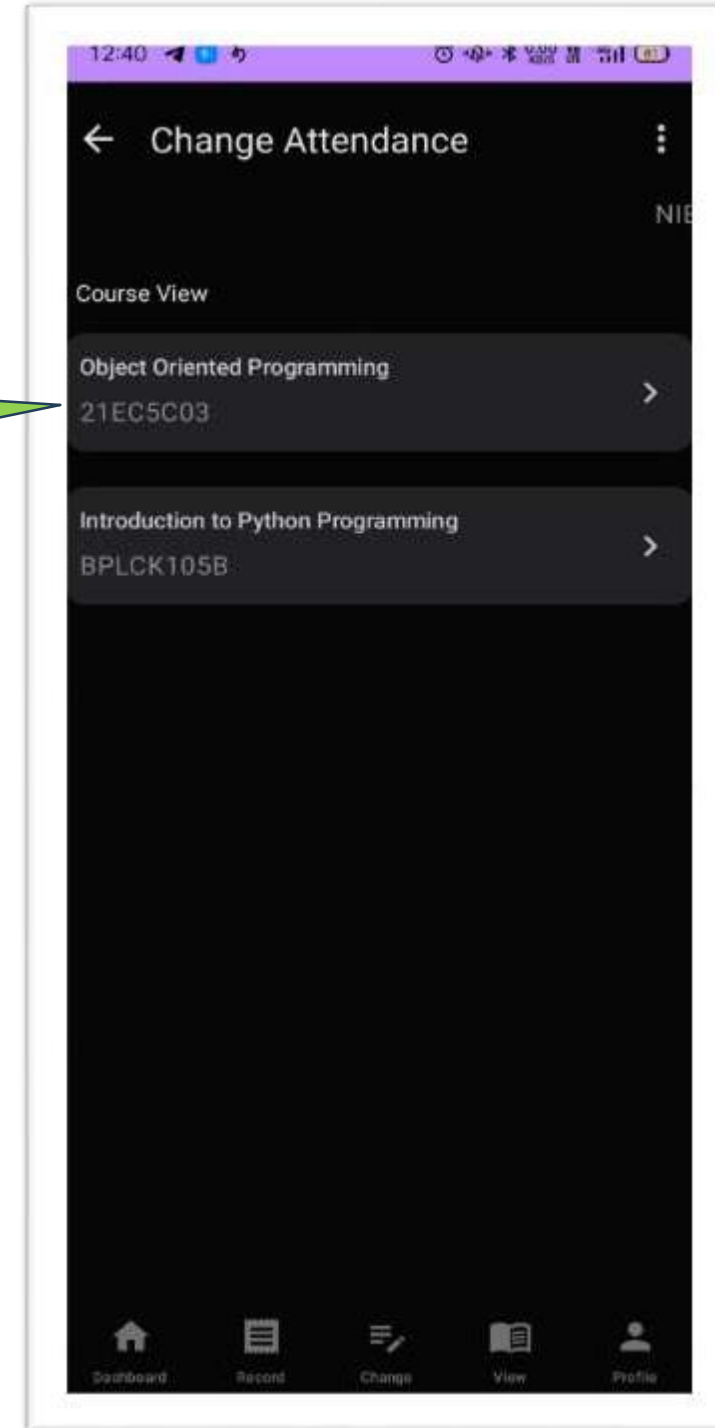 12:40
Change Attendance
NIE
Course View
Object Oriented Programming
21EC5C03
Introduction to Python Programming
BPLCK105B
Dashboard Record Change View Profile